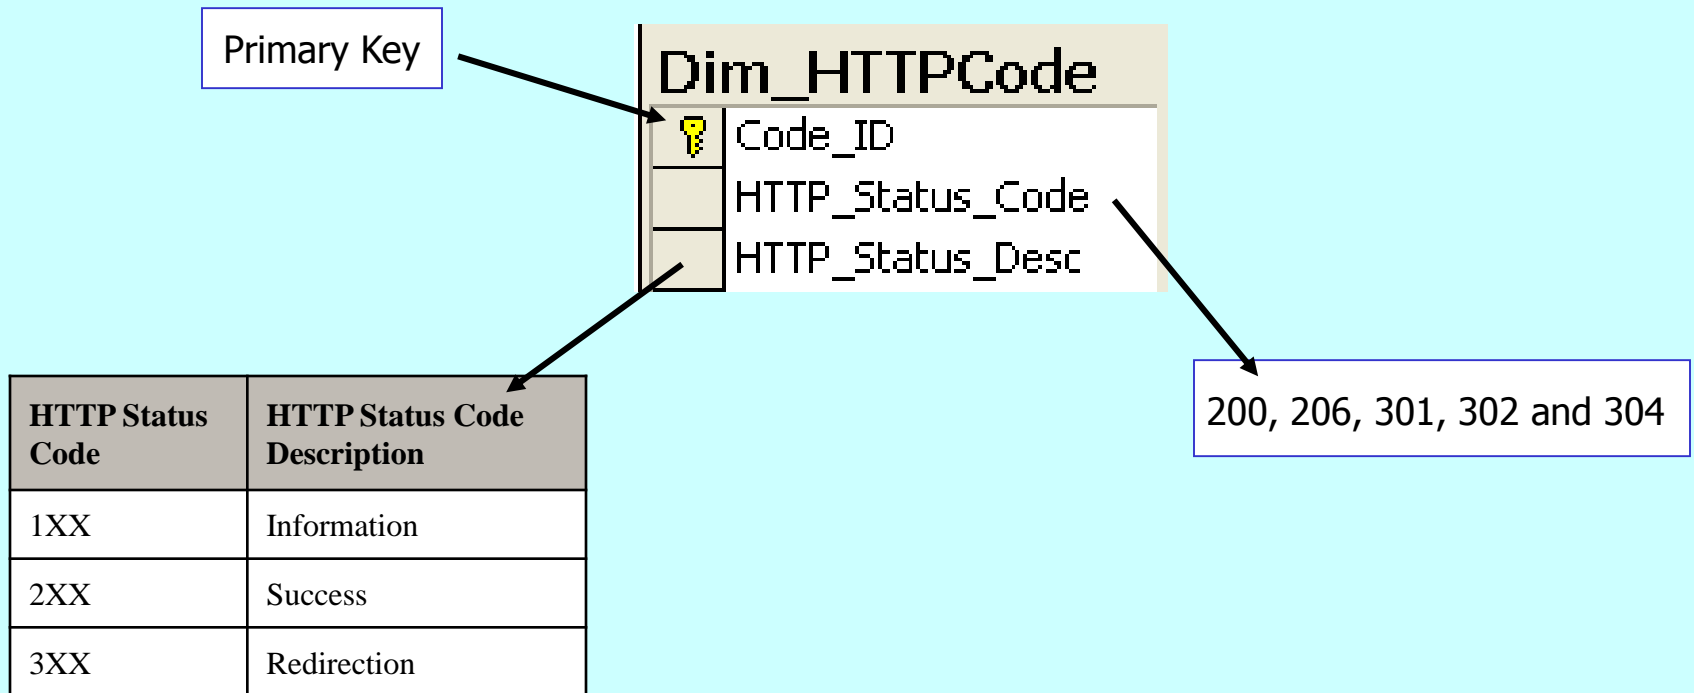 Primary Key
Dim_HTTPCode
Code_ID
HTTP_Status_Code
HTTP_Status_Desc
200, 206, 301, 302 and 304
HTTP Status Code
HTTP Status Code Description
1XX Information
2XX Success
3XX Redirection